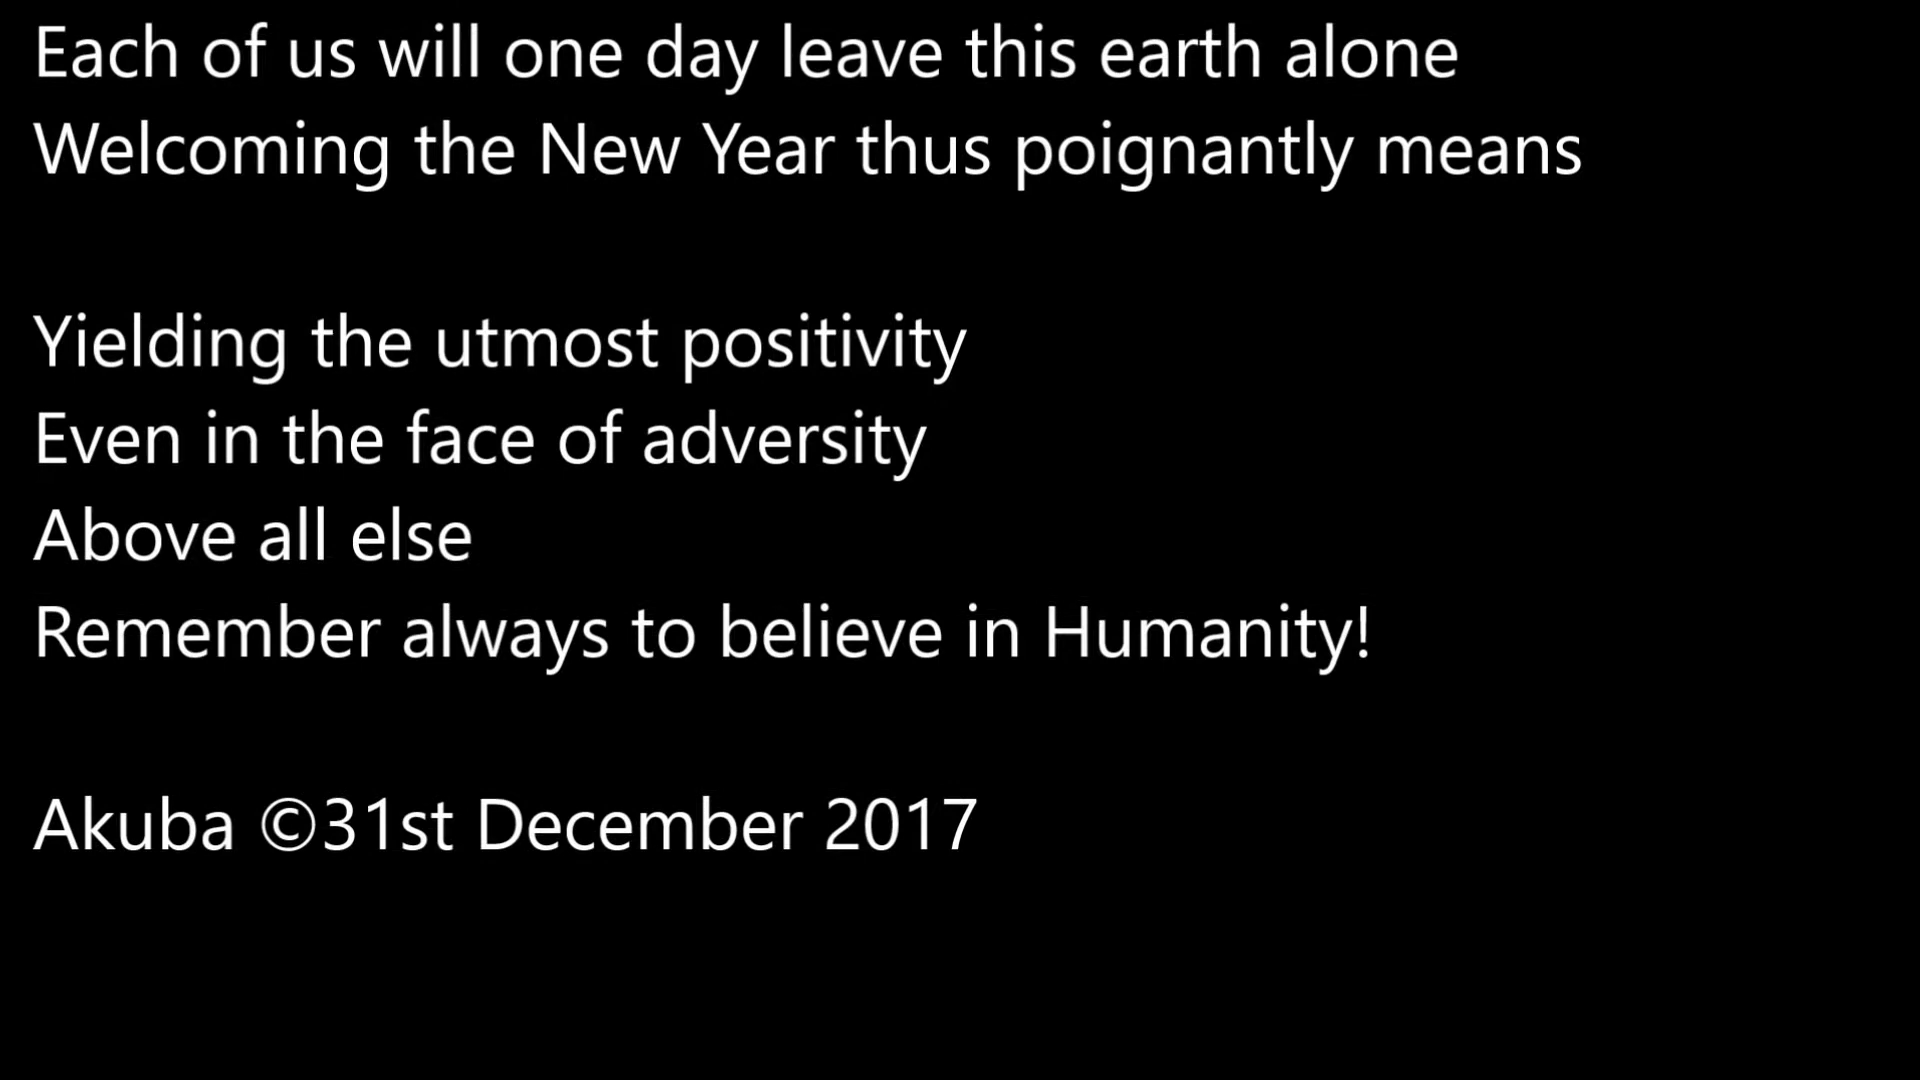 Each of us will one day leave this earth alone
Welcoming the New Year thus poignantly means
Yielding the utmost positivity
Even in the face of adversity
Above all else
Remember always to believe in Humanity!
Akuba ©31st December 2017